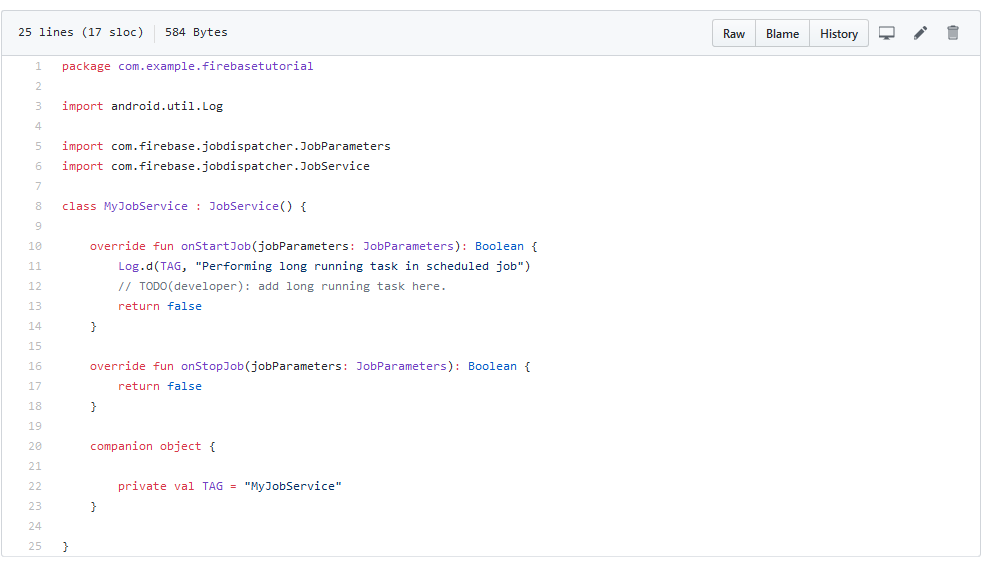 25 lines (17 sloc) 584 Bytes Raw Blame History
1 package com.example.firebasetutorial
2
3 import android.util.Log
4
5 import com.firebase.jobdispatcher.JobParameters
6 import com.firebase.jobdispatcher.JobService
7
8 class MyJobService : JobService() {
9
10     override fun onStartJob(jobParameters: JobParameters): Boolean {
11         Log.d(TAG, "Performing long running task in scheduled job")
12         // TODO(developer): add long running task here.
13         return false
14     }
15
16     override fun onStopJob(jobParameters: JobParameters): Boolean {
17         return false
18     }
19
20     companion object {
21
22         private val TAG = "MyJobService"
23     }
24
25 }